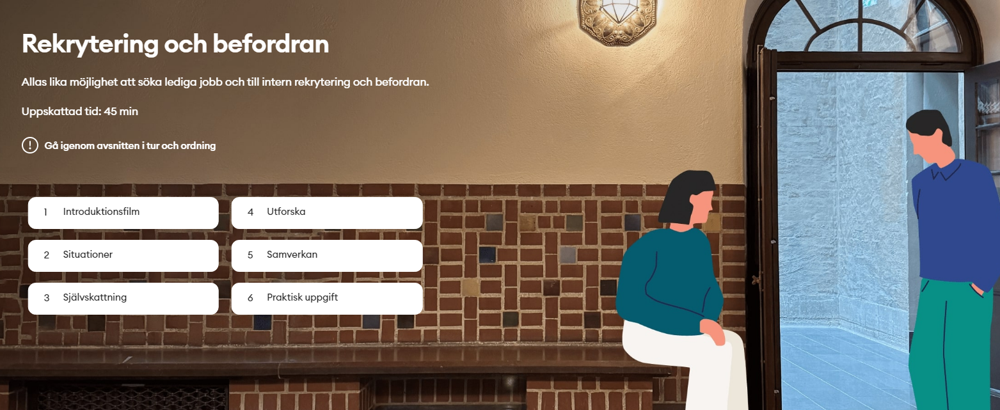 Rekrytering och befordran
Allas lika möjlighet att söka lediga jobb och till intern rekrytering och befordran.
Uppskattad tid: 45 min
! Gå igenom avsnitten i tur och ordning
1 Introduktionsfilm
2 Situationer
3 Självskattning
4 Utforska
5 Samverkan
6 Praktisk uppgift